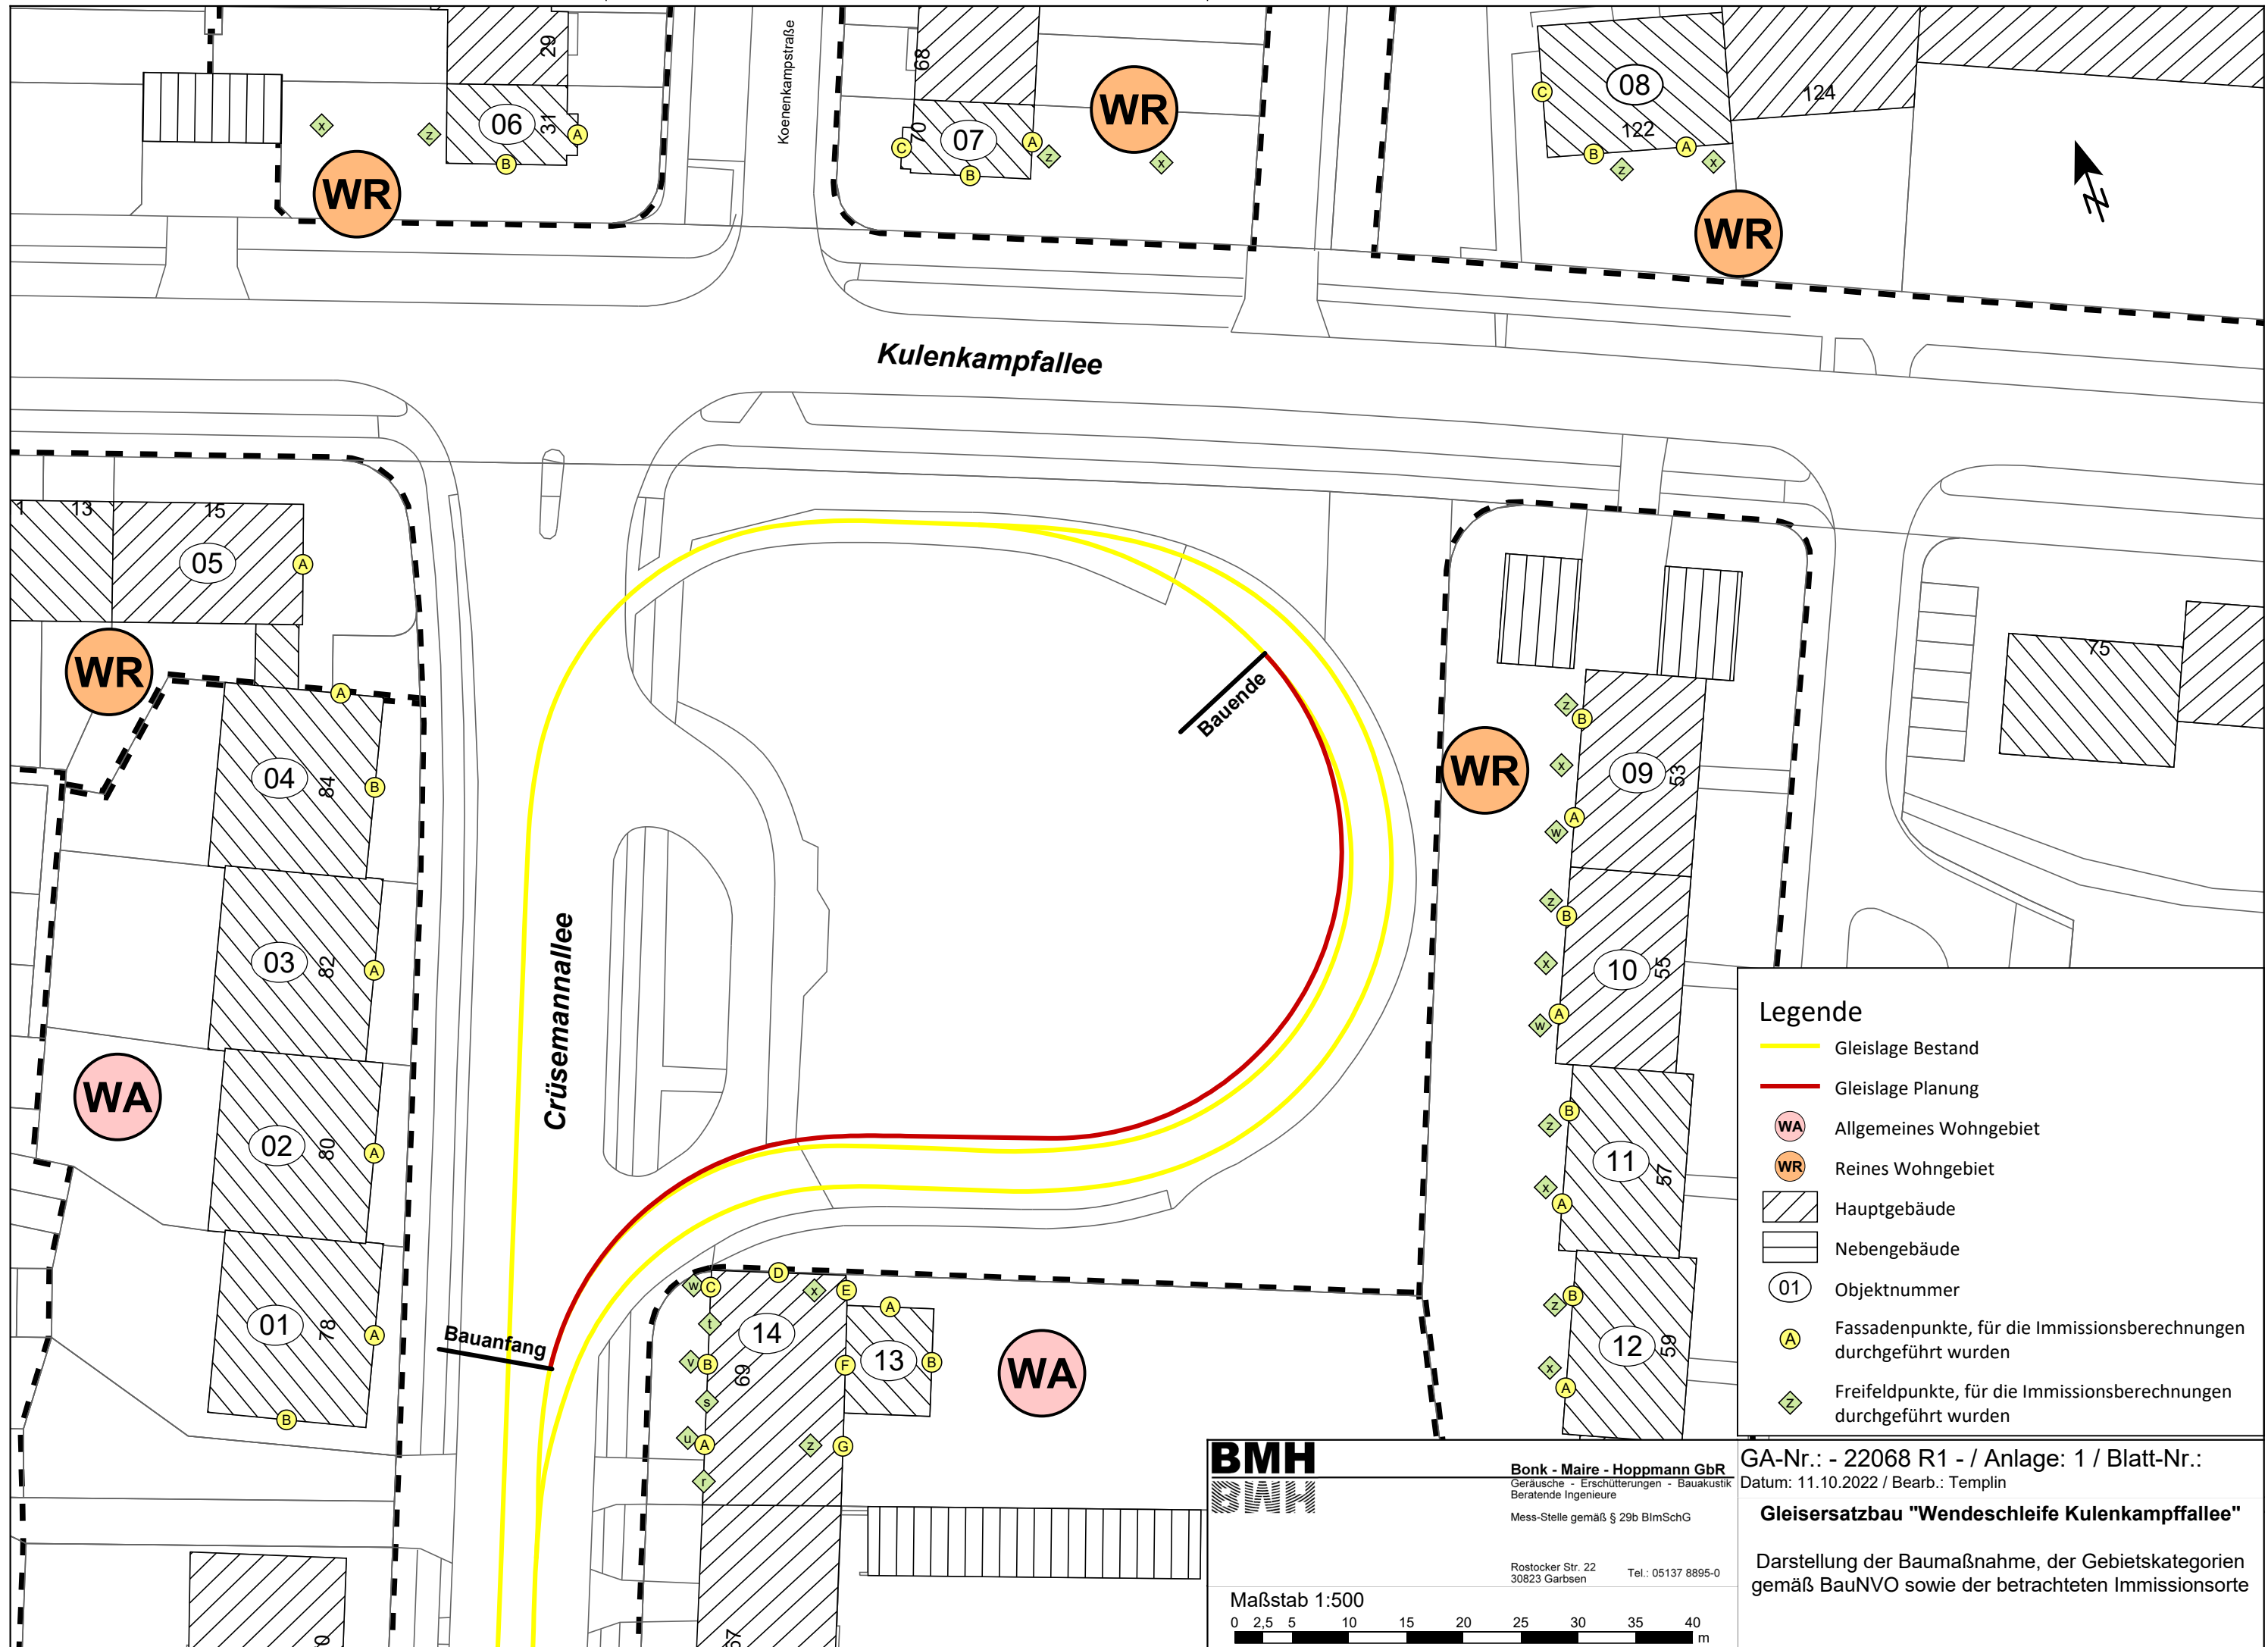 29
31
06
A
B
x
z
WR
Koenenkampstraße
68
70
07
A
B
C
z
x
WR
08
122
124
C
B
A
z
x
WR
N
Kulenkampfallee
1
13
15
05
A
WR
A
04
84
B
03
82
A
WA
02
80
A
01
78
A
B
Crüsemannallee
Bauende
Bauanfang
WR
75
z
B
x
09
53
A
w
z
B
x
10
55
A
w
B
z
11
57
x
A
B
z
12
59
x
A
w
C
D
x
E
A
t
14
13
v
B
F
B
69
s
u
A
z
G
r
WA
67
0
Legende
Gleislage Bestand
Gleislage Planung
WA Allgemeines Wohngebiet
WR Reines Wohngebiet
Hauptgebäude
Nebengebäude
01 Objektnummer
A Fassadenpunkte, für die Immissionsberechnungen
durchgeführt wurden
z Freifeldpunkte, für die Immissionsberechnungen
durchgeführt wurden
BMH
BMH
Bonk - Maire - Hoppmann GbR
Geräusche - Erschütterungen - Bauakustik
Beratende Ingenieure
Mess-Stelle gemäß § 29b BImSchG
Rostocker Str. 22
30823 Garbsen
Tel.: 05137 8895-0
Maßstab 1:500
0 2,5 5 10 15 20 25 30 35 40
m
GA-Nr.: - 22068 R1 - / Anlage: 1 / Blatt-Nr.:
Datum: 11.10.2022 / Bearb.: Templin
Gleisersatzbau "Wendeschleife Kulenkampffallee"
Darstellung der Baumaßnahme, der Gebietskategorien
gemäß BauNVO sowie der betrachteten Immissionsorte